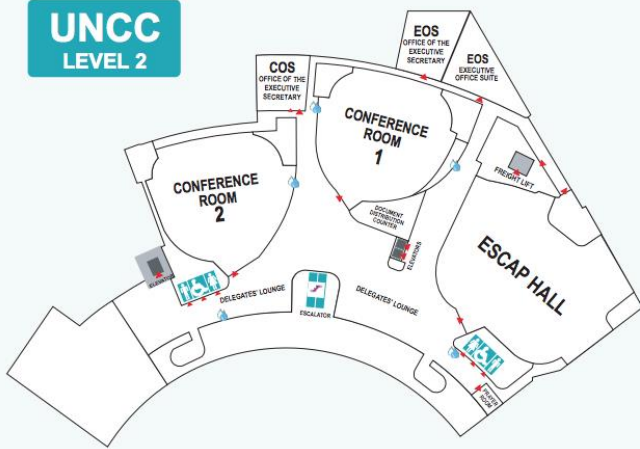 UNCC
LEVEL 2
EOS
OFFICE OF THE
EXECUTIVE
SECRETARY
EOS
EXECUTIVE
OFFICE SUITE
COS
OFFICE OF THE
EXECUTIVE
SECRETARY
CONFERENCE
ROOM
1
CONFERENCE
ROOM
2
FREIGHT LIFT
DOCUMENT
DISTRIBUTION
COUNTER
ELEVATORS
ESCAP HALL
ELEVATOR
DELEGATES' LOUNGE
ESCALATOR
DELEGATES' LOUNGE
PRAYER
ROOM